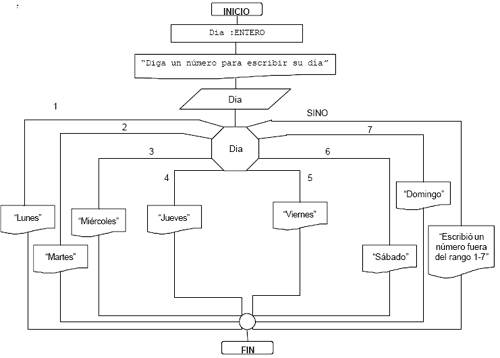 INICIO
Dia :ENTERO
“Diga un número para escribir su día”
Dia
1
SINO
2
7
Dia
3
6
4
5
“Domingo”
“Lunes”
“Miércoles”
“Jueves”
“Viernes”
“Escribió un
número fuera
del rango 1-7”
“Martes”
“Sábado”
FIN